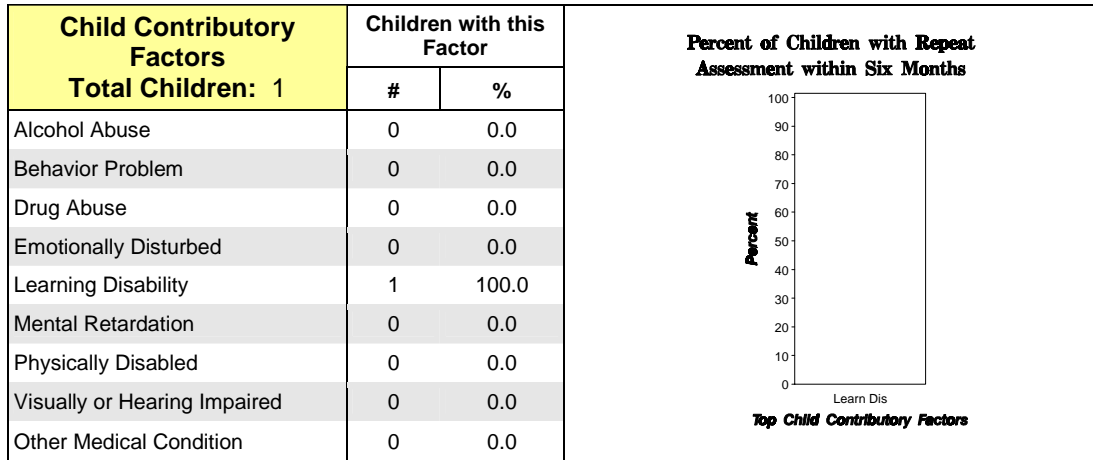 Child Contributory
Factors
Total Children: 1
Children with this
Factor
# %
Alcohol Abuse 0 0.0
Behavior Problem 0 0.0
Drug Abuse 0 0.0
Emotionally Disturbed 0 0.0
Learning Disability 1 100.0
Mental Retardation 0 0.0
Physically Disabled 0 0.0
Visually or Hearing Impaired 0 0.0
Other Medical Condition 0 0.0
Percent of Children with Repeat
Assessment within Six Months
Percent
100
90
80
70
60
50
40
30
20
10
0
Learn Dis
Top Child Contributory Factors